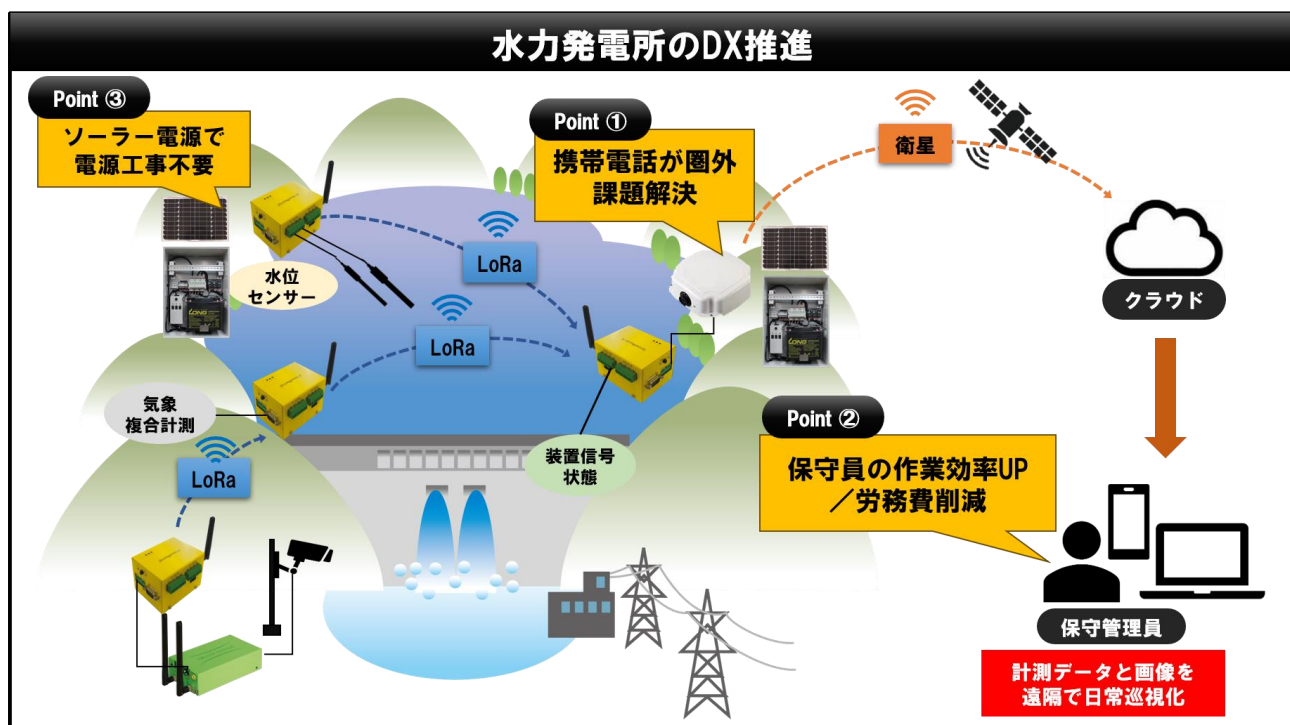 水力発電所のDX推進
Point ③
ソーラー電源で
電源工事不要
Point ①
携帯電話が圏外
課題解決
衛星
クラウド
LoRa
水位
センサー
LoRa
気象
複合計測
LoRa
装置信号
状態
Point ②
保守員の作業効率UP
／労務費削減
保守管理員
計測データと画像を
遠隔で日常巡視化
LONG
LONG